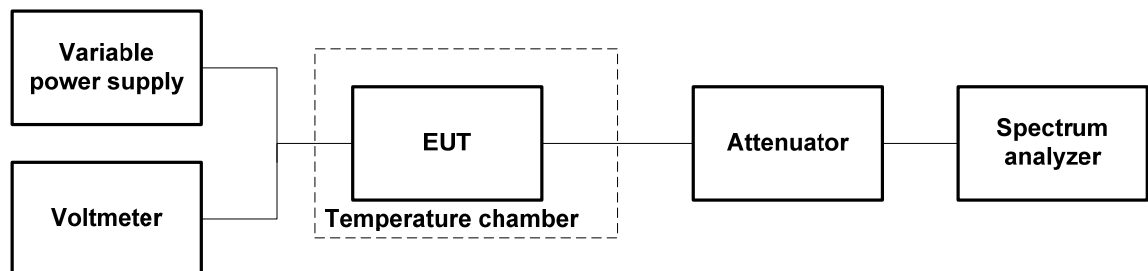 Variable
power supply
Voltmeter
EUT
Temperature chamber
Attenuator
Spectrum
analyzer